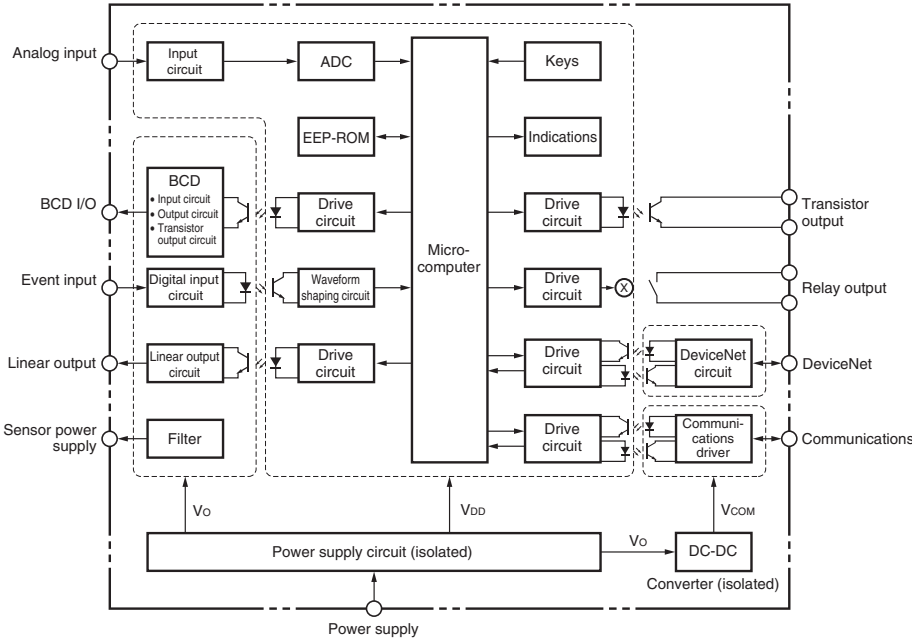 Analog input
Input
circuit
ADC
Keys
EEP-ROM
Indications
BCD I/O
BCD
• Input circuit
• Output circuit
• Transistor
output circuit
Drive
circuit
Micro-
computer
Drive
circuit
Transistor
output
Event input
Digital input
circuit
Waveform
shaping circuit
Drive
circuit
X
Relay output
Linear output
Linear output
circuit
Drive
circuit
Drive
circuit
DeviceNet
circuit
DeviceNet
Sensor power
supply
Filter
Drive
circuit
Communi-
cations
driver
Communications
VO
VDD
VCOM
Power supply circuit (isolated)
VO
DC-DC
Converter (isolated)
Power supply